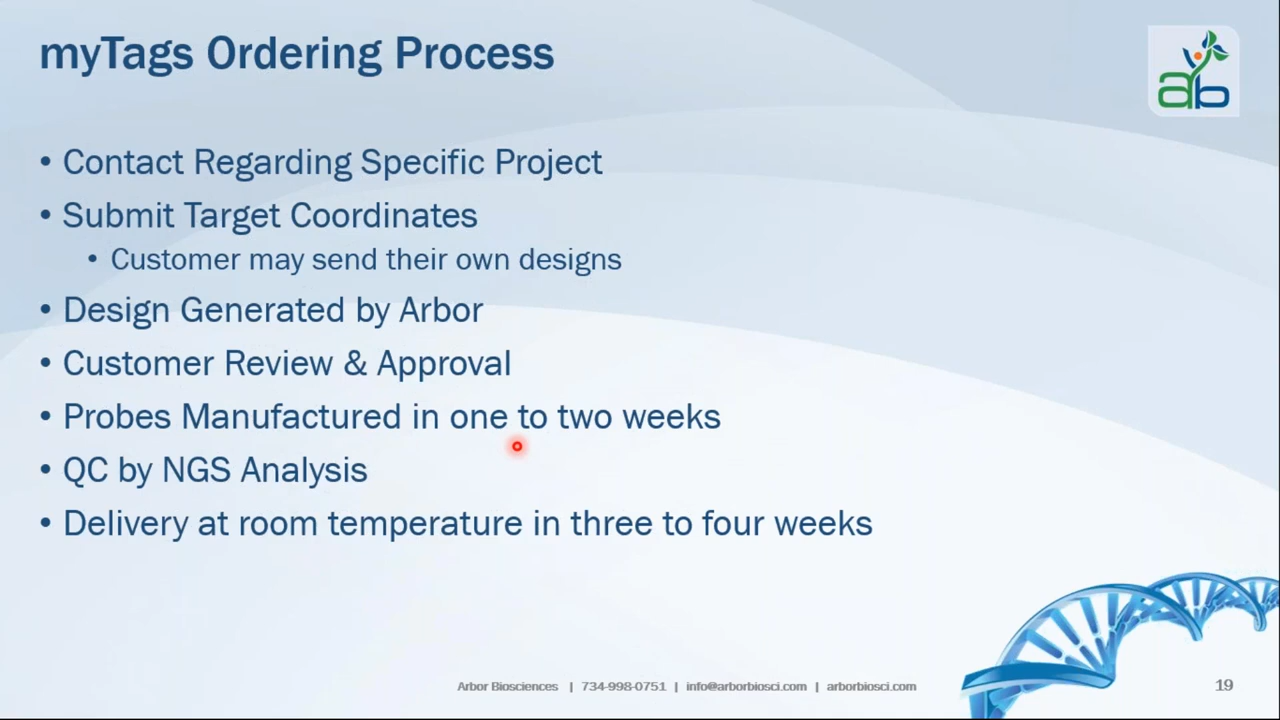 myTags Ordering Process
ab
• Contact Regarding Specific Project
• Submit Target Coordinates
• Customer may send their own designs
• Design Generated by Arbor
• Customer Review & Approval
• Probes Manufactured in one to two weeks
• QC by NGS Analysis
• Delivery at room temperature in three to four weeks
Arbor Biosciences | 734-998-0751 | info@arborbiosci.com | arborbiosci.com
19